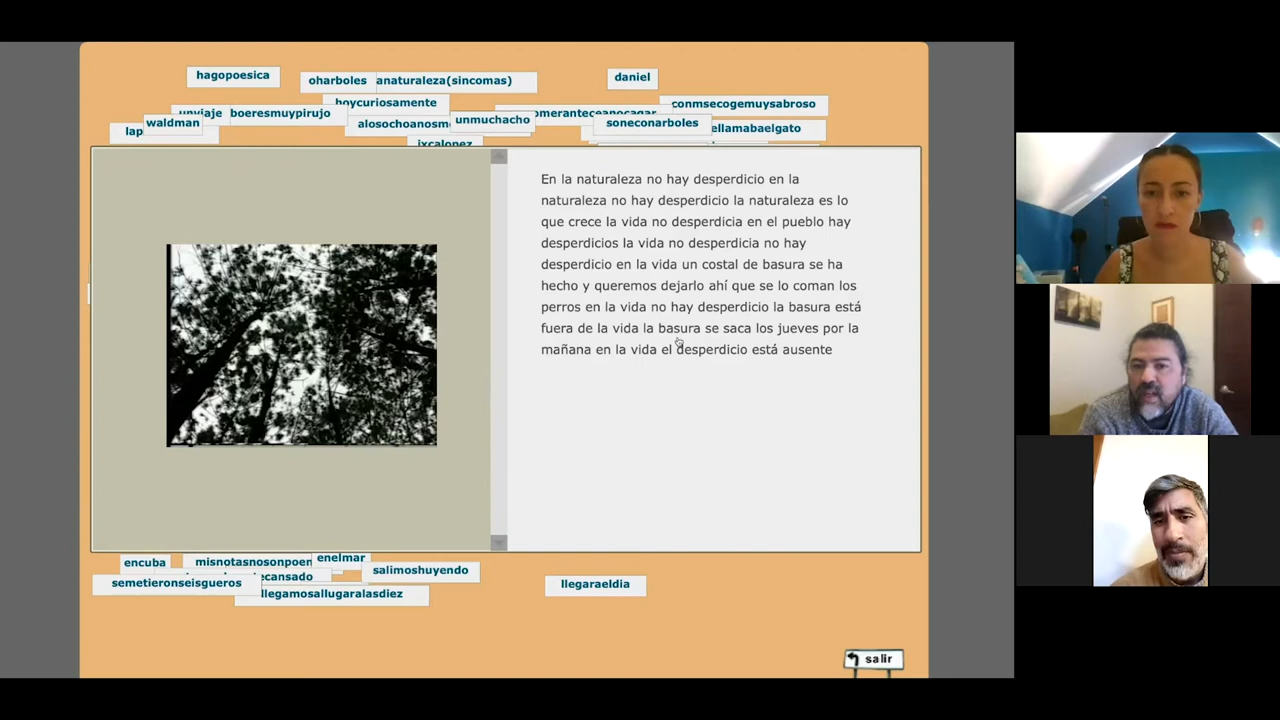 hagopoesica
oharboles
anaturaleza(sincomas)
daniel
hoycuriosamente
conmsecogemuysabroso
unviaje
boeresmuypirujo
unmuchacho
waldman
alosochoanosm
soneconarboles
ellamabaelgato
lap
ixcalopez
En la naturaleza no hay desperdicio en la
naturaleza no hay desperdicio la naturaleza es lo
que crece la vida no desperdicia en el pueblo hay
desperdicios la vida no desperdicia no hay
desperdicio en la vida un costal de basura se ha
hecho y queremos dejarlo ahí que se lo coman los
perros en la vida no hay desperdicio la basura está
fuera de la vida la basura se saca los jueves por la
mañana en la vida el desperdicio está ausente
encuba
misnotasnosonpoen
enelmar
salimoshuyendo
ecansado
semetieronseisgueros
llegamosallugaralasdiez
llegaraeldia
salir